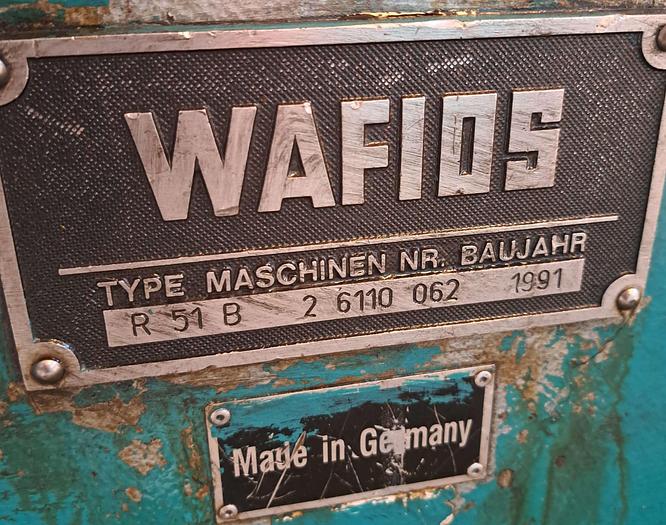 WAFIOS
TYPE MASCHINEN NR. BAUJAHR
R 51 B 2 6110 062 1991
Made in Germany